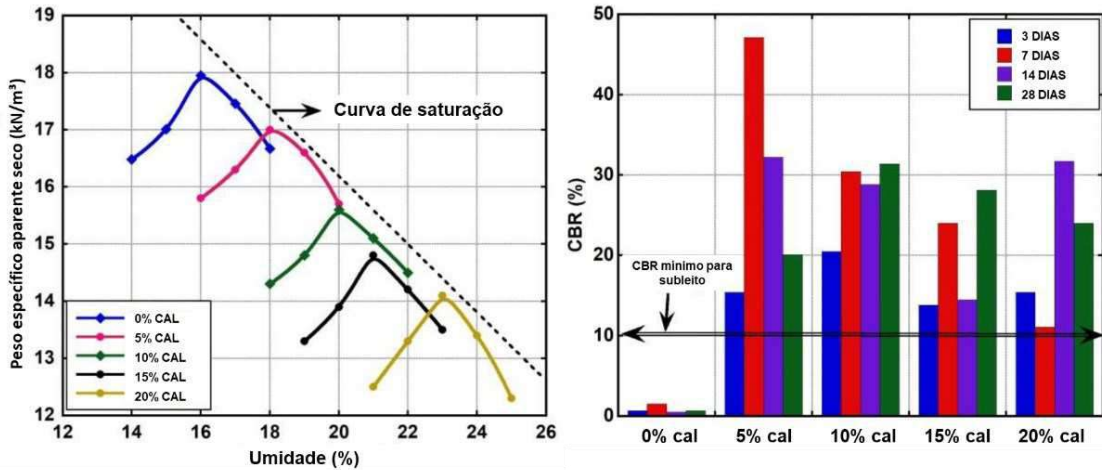 Peso específico aparente seco (kN/m³)
19
18
17
16
15
14
13
12
Curva de saturação
0% CAL
5% CAL
10% CAL
15% CAL
20% CAL
12 14 16 18 20 22 24 26
Umidade (%)
CBR (%)
50
40
30
20
10
0
3 DIAS
7 DIAS
14 DIAS
28 DIAS
CBR minimo para
subleito
0% cal 5% cal 10% cal 15% cal 20% cal